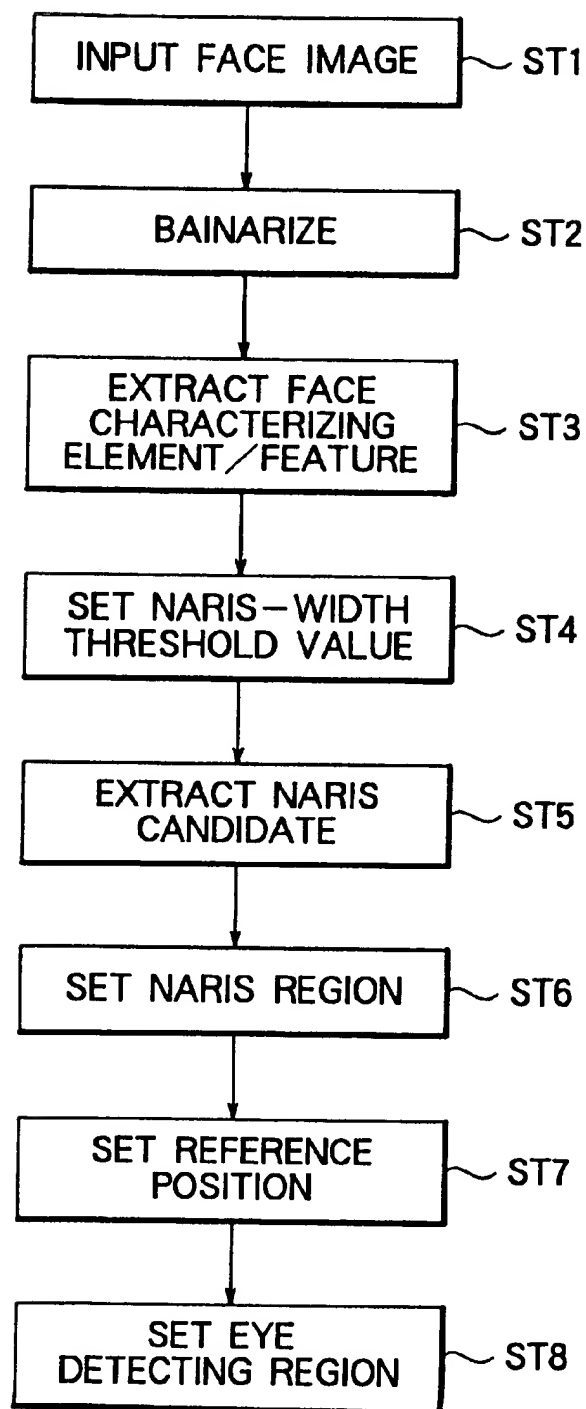 INPUT FACE IMAGE ST1
BAINARIZE ST2
EXTRACT FACE
CHARACTERIZING
ELEMENT/FEATURE ST3
SET NARIS-WIDTH
THRESHOLD VALUE ST4
EXTRACT NARIS
CANDIDATE ST5
SET NARIS REGION ST6
SET REFERENCE
POSITION ST7
SET EYE
DETECTING REGION ST8